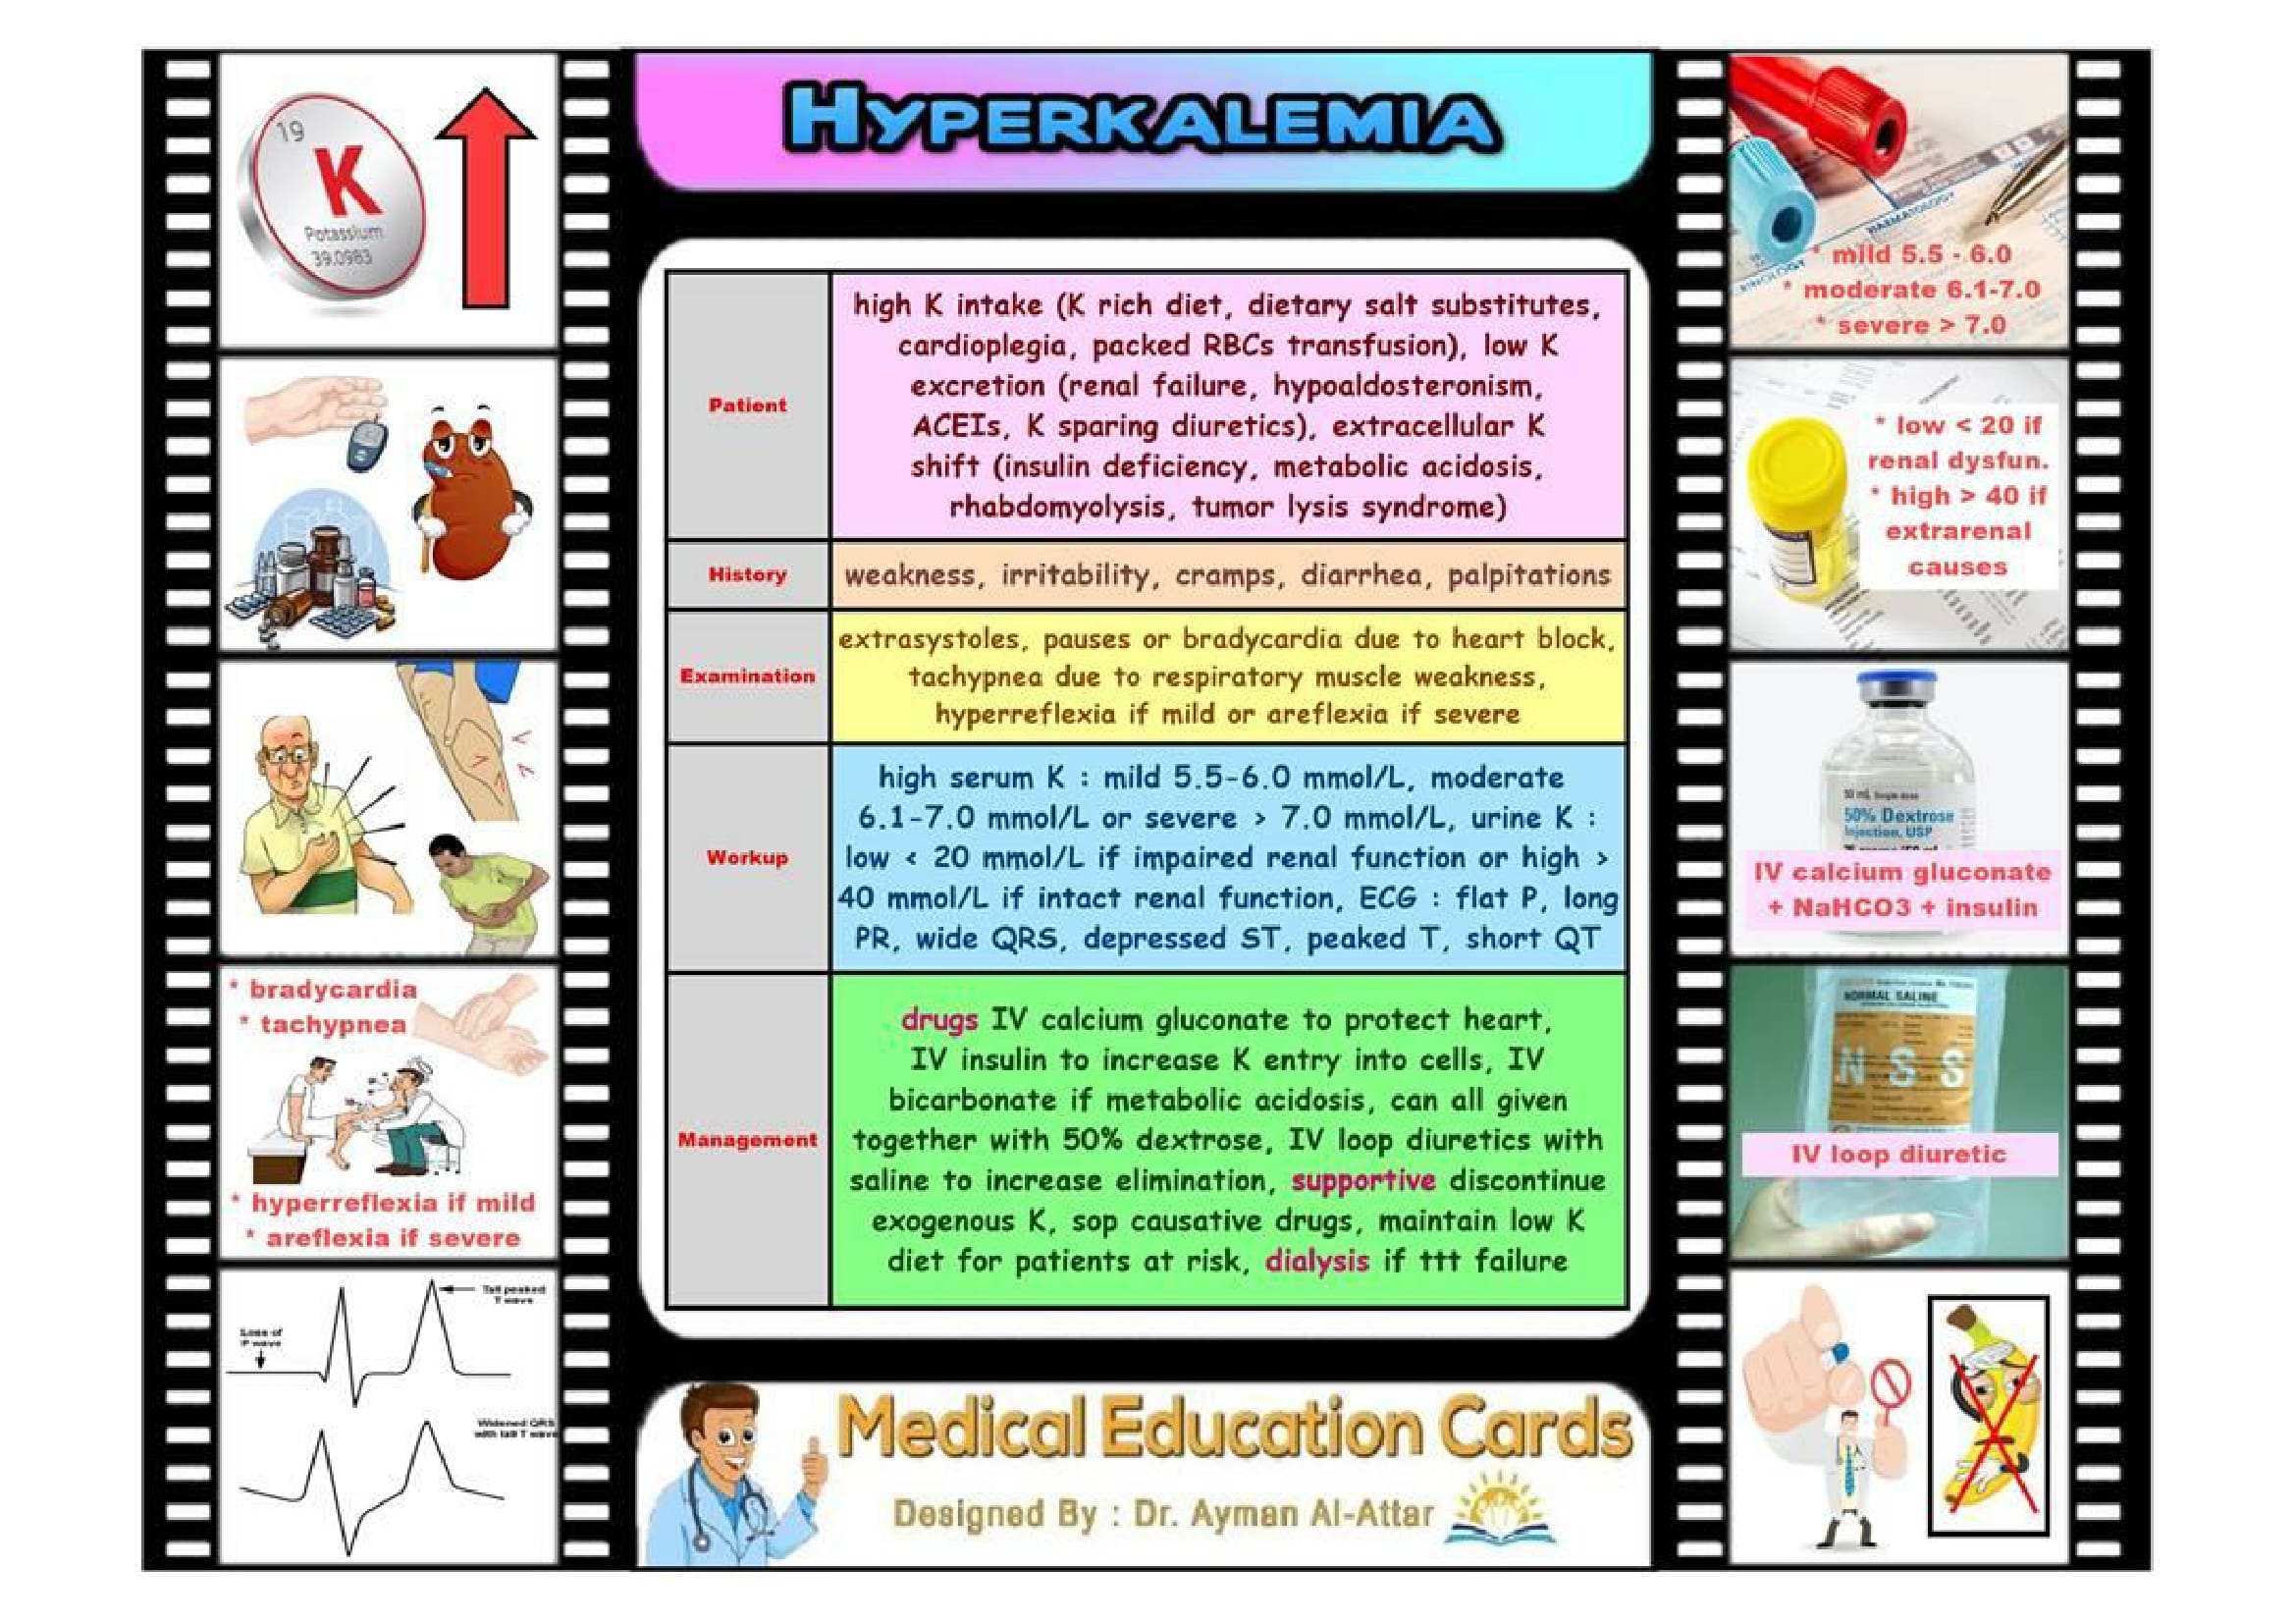 HYPERKALEMIA
19
K
Potassium
39.0983
* bradycardia
* tachypnea
* hyperreflexia if mild
* areflexia if severe
Tall peaked
T wave
Loss of
P wave
Widened QRS
with tall T wave
Patient
high K intake (K rich diet, dietary salt substitutes,
cardioplegia, packed RBCs transfusion), low K
excretion (renal failure, hypoaldosteronism,
ACEIs, K sparing diuretics), extracellular K
shift (insulin deficiency, metabolic acidosis,
rhabdomyolysis, tumor lysis syndrome)
History
weakness, irritability, cramps, diarrhea, palpitations
Examination
extrasystoles, pauses or bradycardia due to heart block,
tachypnea due to respiratory muscle weakness,
hyperreflexia if mild or areflexia if severe
Workup
high serum K : mild 5.5-6.0 mmol/L, moderate
6.1-7.0 mmol/L or severe > 7.0 mmol/L, urine K :
low < 20 mmol/L if impaired renal function or high >
40 mmol/L if intact renal function, ECG : flat P, long
PR, wide QRS, depressed ST, peaked T, short QT
Management
drugs IV calcium gluconate to protect heart,
IV insulin to increase K entry into cells, IV
bicarbonate if metabolic acidosis, can all given
together with 50% dextrose, IV loop diuretics with
saline to increase elimination, supportive discontinue
exogenous K, sop causative drugs, maintain low K
diet for patients at risk, dialysis if ttt failure
Medical Education Cards
Designed By : Dr. Ayman Al-Attar
HAEMATOLOGY
* mild 5.5 - 6.0
* moderate 6.1-7.0
* severe > 7.0
* low < 20 if
renal dysfun.
* high > 40 if
extrarenal
causes
50 mL Single-dose
50% Dextrose
Injection, USP
IV calcium gluconate
+ NaHCO3 + insulin
NORMAL SALINE
N S S
IV loop diuretic